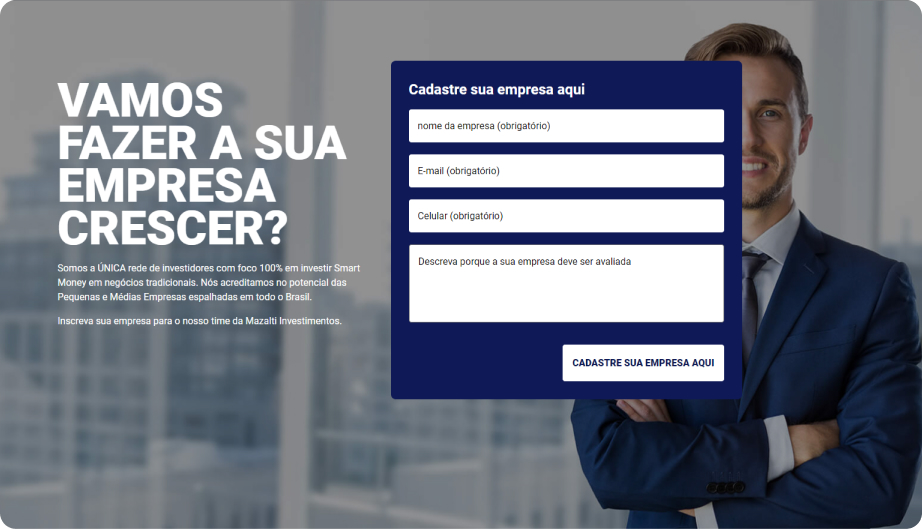 VAMOS
FAZER A SUA
EMPRESA
CRESCER?
Somos a ÚNICA rede de investidores com foco 100% em investir Smart
Money em negócios tradicionais. Nós acreditamos no potencial das
Pequenas e Médias Empresas espalhadas em todo o Brasil.
Inscreva sua empresa para o nosso time da Mazalti Investimentos.
Cadastre sua empresa aqui
nome da empresa (obrigatório)
E-mail (obrigatório)
Celular (obrigatório)
Descreva porque a sua empresa deve ser avaliada
CADASTRE SUA EMPRESA AQUI